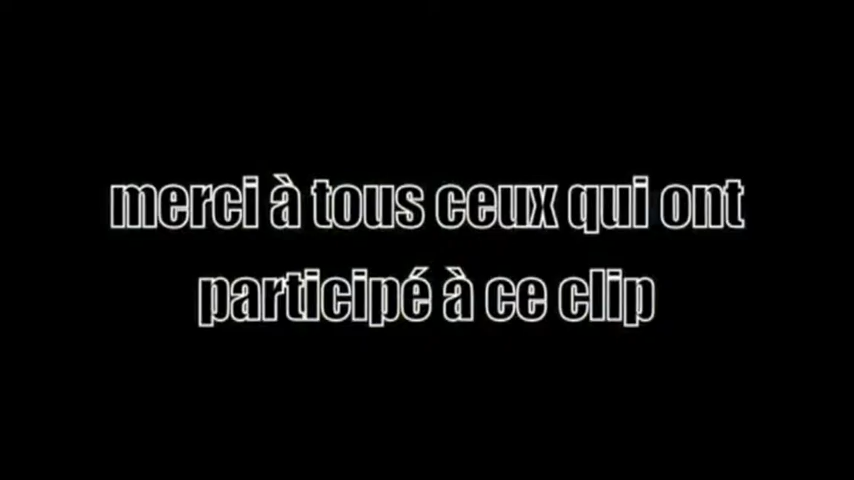 merci à tous ceux qui ont
participé à ce clip